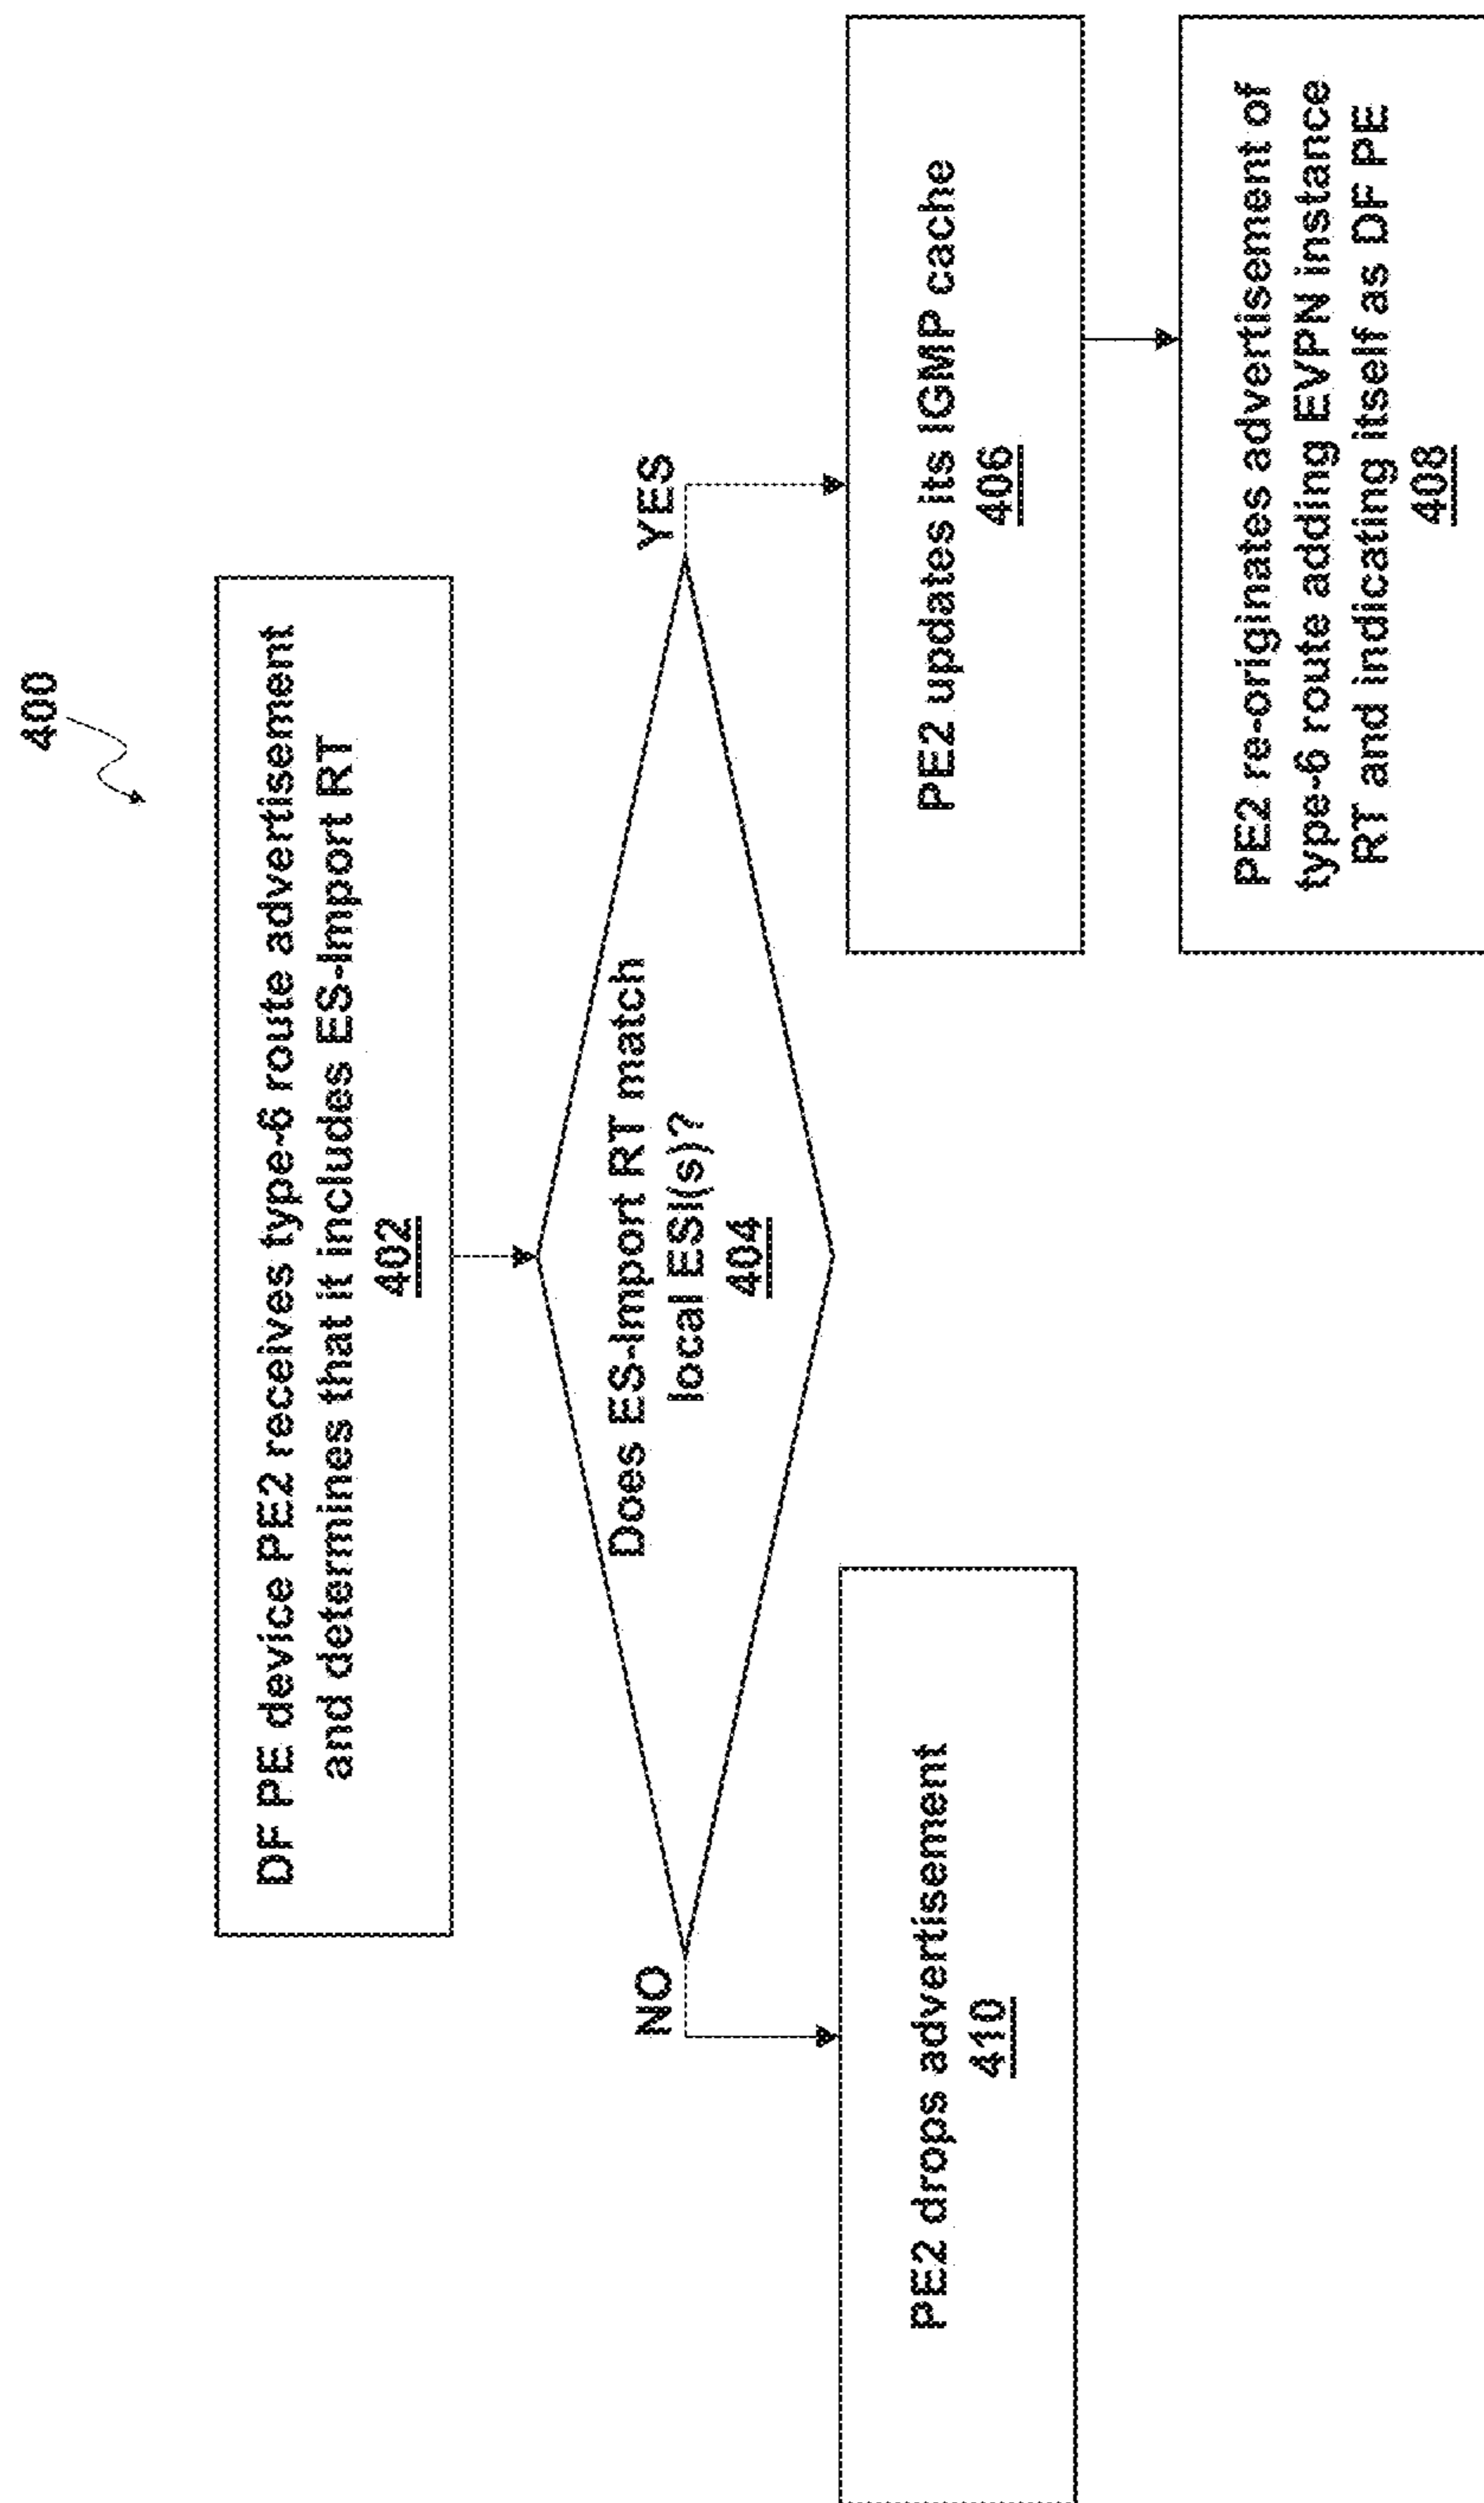 400
DF PE device PE2 receives type-6 route advertisement
and determines that it includes ES-Import RT
402
Does ES-Import RT match
local ESI(s)?
404
NO
YES
PE2 drops advertisement
410
PE2 updates its IGMP cache
406
PE2 re-originates advertisement of
type-6 route adding EVPN instance
RT and indicating itself as DF PE
408